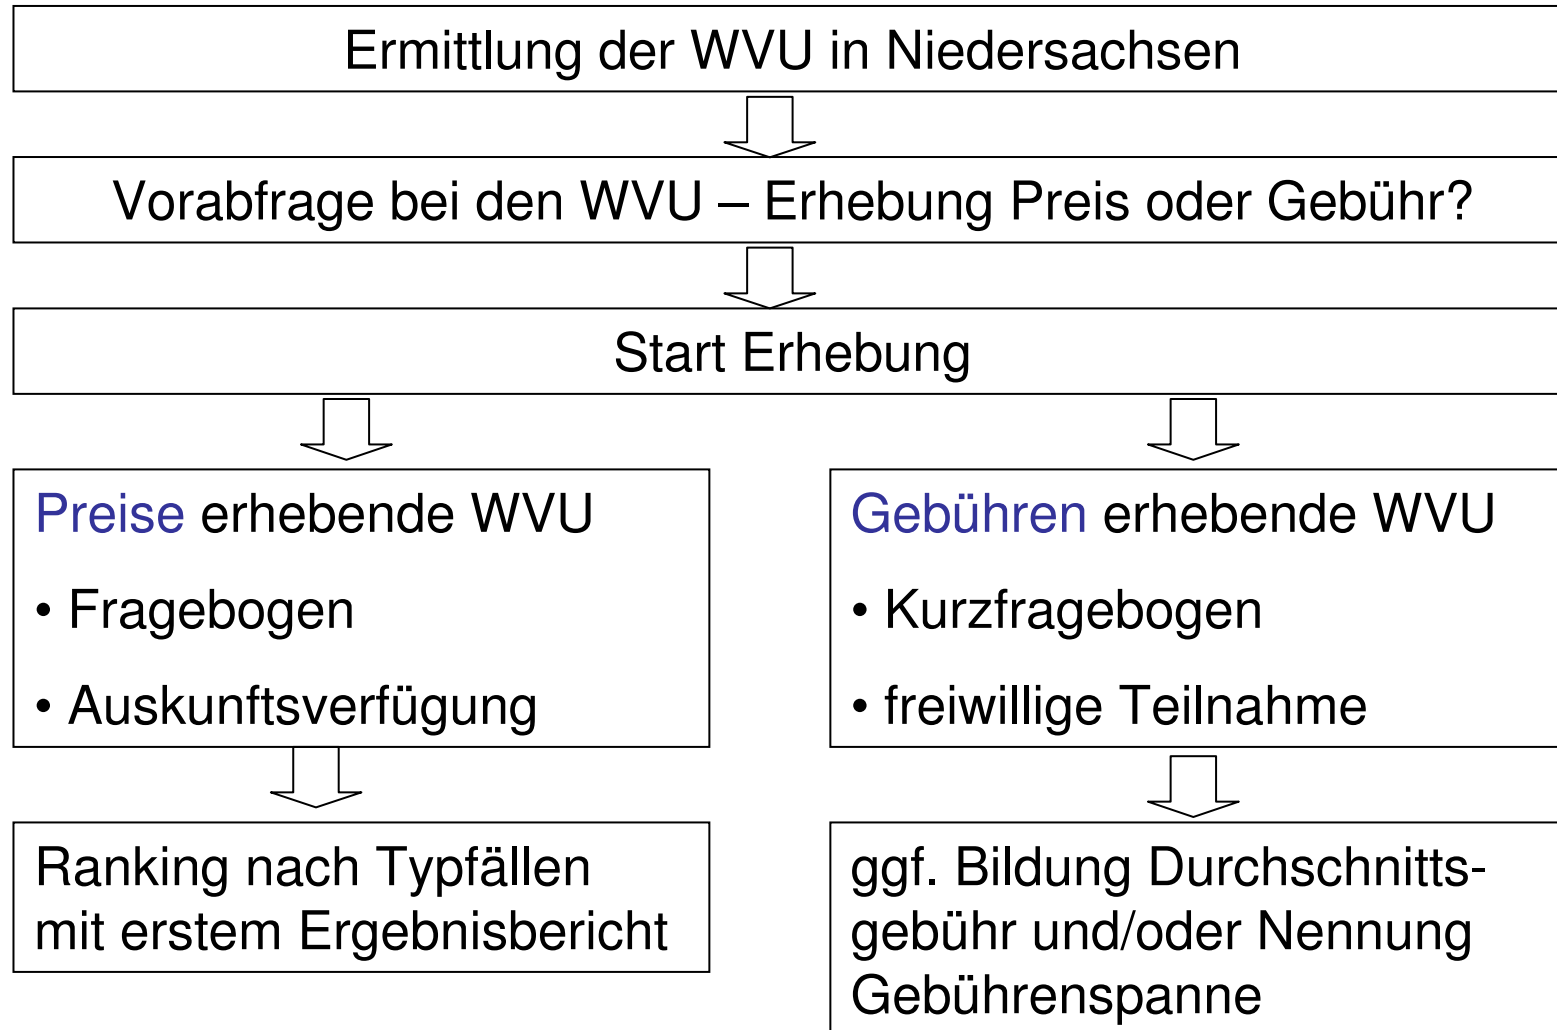 Ermittlung der WVU in Niedersachsen
Vorabfrage bei den WVU – Erhebung Preis oder Gebühr?
Start Erhebung
Preise erhebende WVU
• Fragebogen
• Auskunftsverfügung
Gebühren erhebende WVU
• Kurzfragebogen
• freiwillige Teilnahme
Ranking nach Typfällen
mit erstem Ergebnisbericht
ggf. Bildung Durchschnitts-
gebühr und/oder Nennung
Gebührenspanne